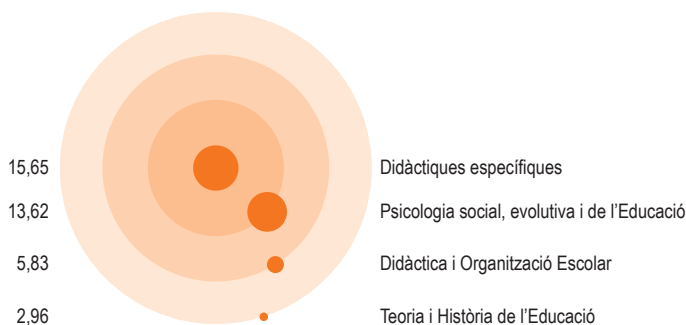 15,65 Didàctiques específiques
13,62 Psicologia social, evolutiva i de l’Educació
5,83 Didàctica i Organització Escolar
2,96 Teoria i Història de l’Educació